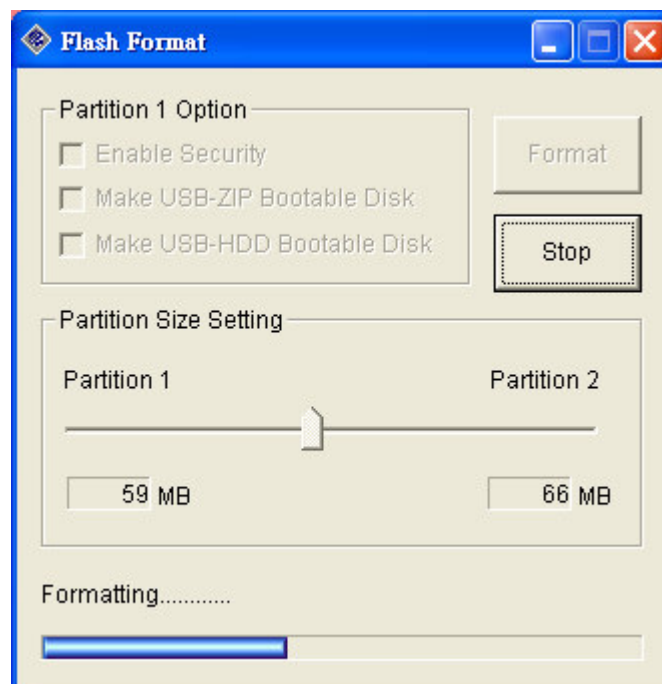 Flash Format
Partition 1 Option
Enable Security
Make USB-ZIP Bootable Disk
Make USB-HDD Bootable Disk
Format
Stop
Partition Size Setting
Partition 1 Partition 2
59 MB 66 MB
Formatting............